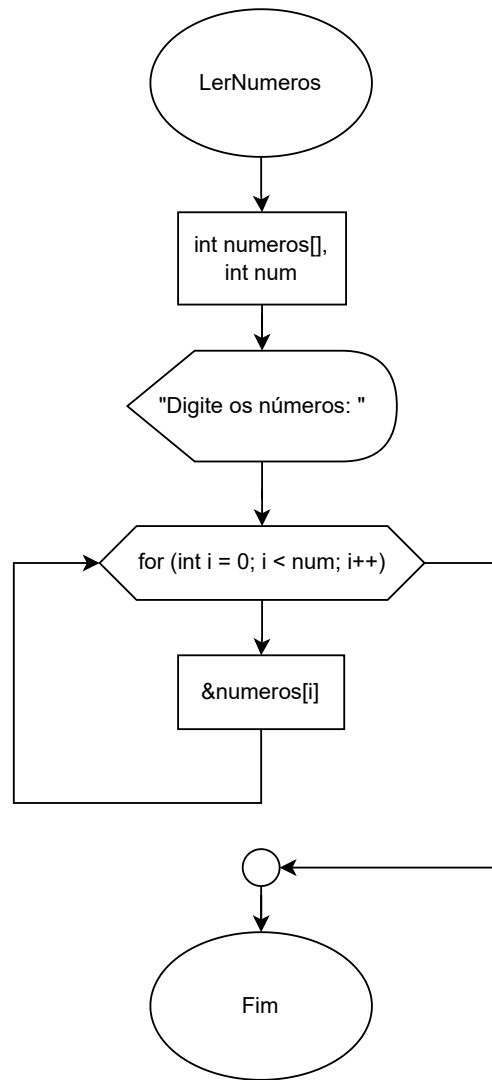 LerNumeros
int numeros[],
int num
"Digite os números: "
for (int i = 0; i < num; i++)
&numeros[i]
Fim